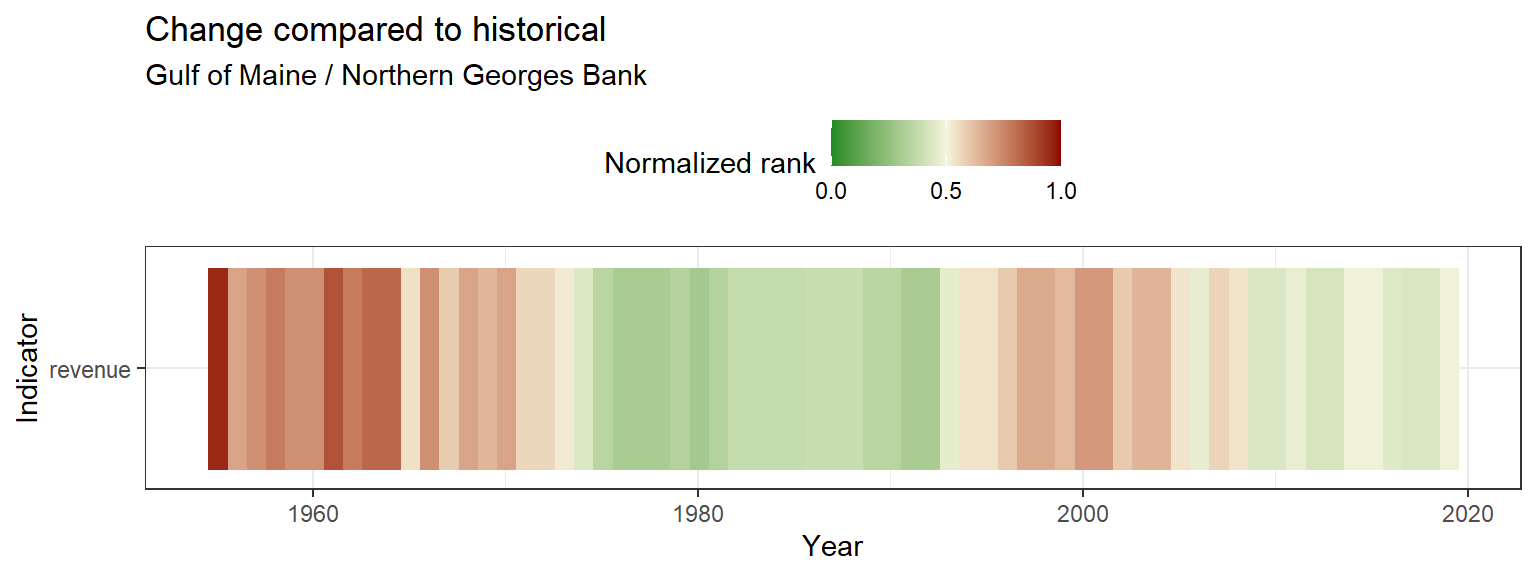 Change compared to historical
Gulf of Maine / Northern Georges Bank
Normalized rank
0.0 0.5 1.0
Indicator
revenue
1960 1980 2000 2020
Year